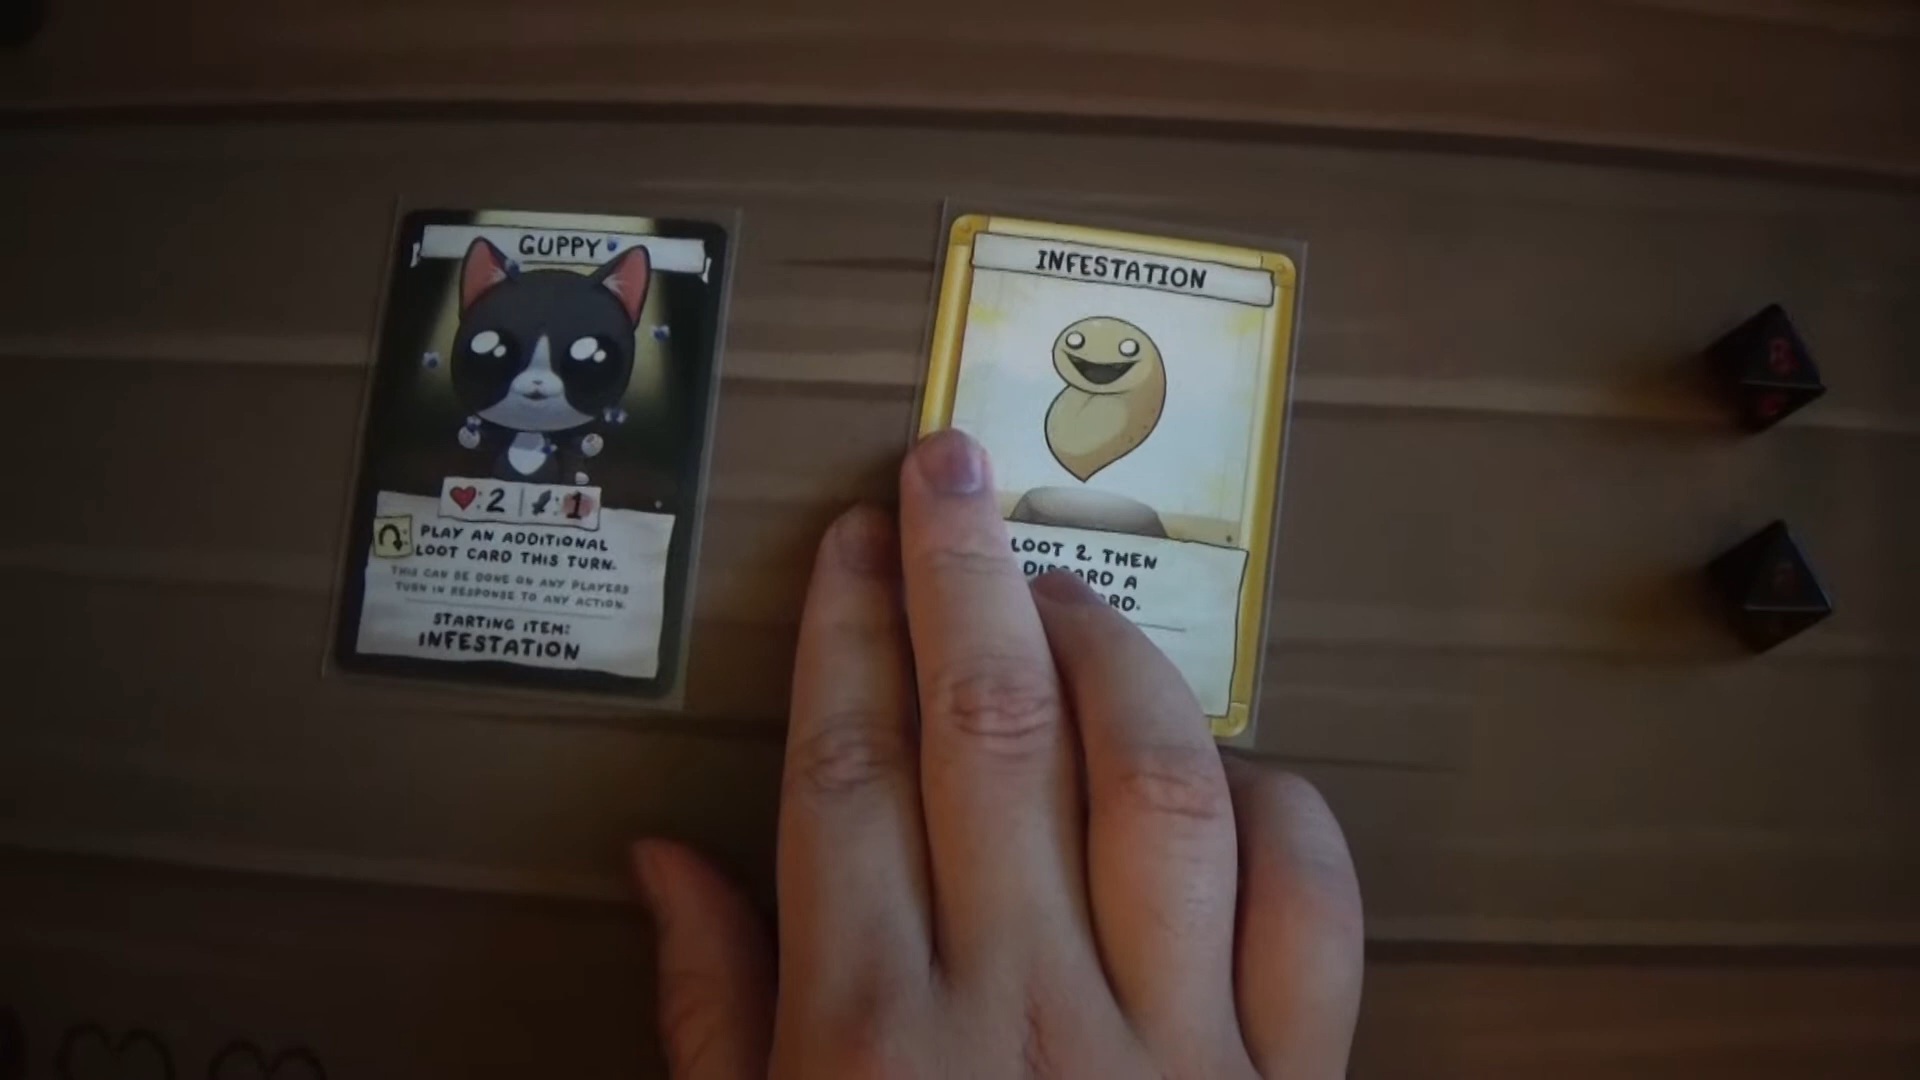 GUPPY
2 1
PLAY AN ADDITIONAL
LOOT CARD THIS TURN.
THIS CAN BE DONE ON ANY PLAYERS
TURN IN RESPONSE TO ANY ACTION.
STARTING ITEM:
INFESTATION
INFESTATION
LOOT 2, THEN
DISCARD A